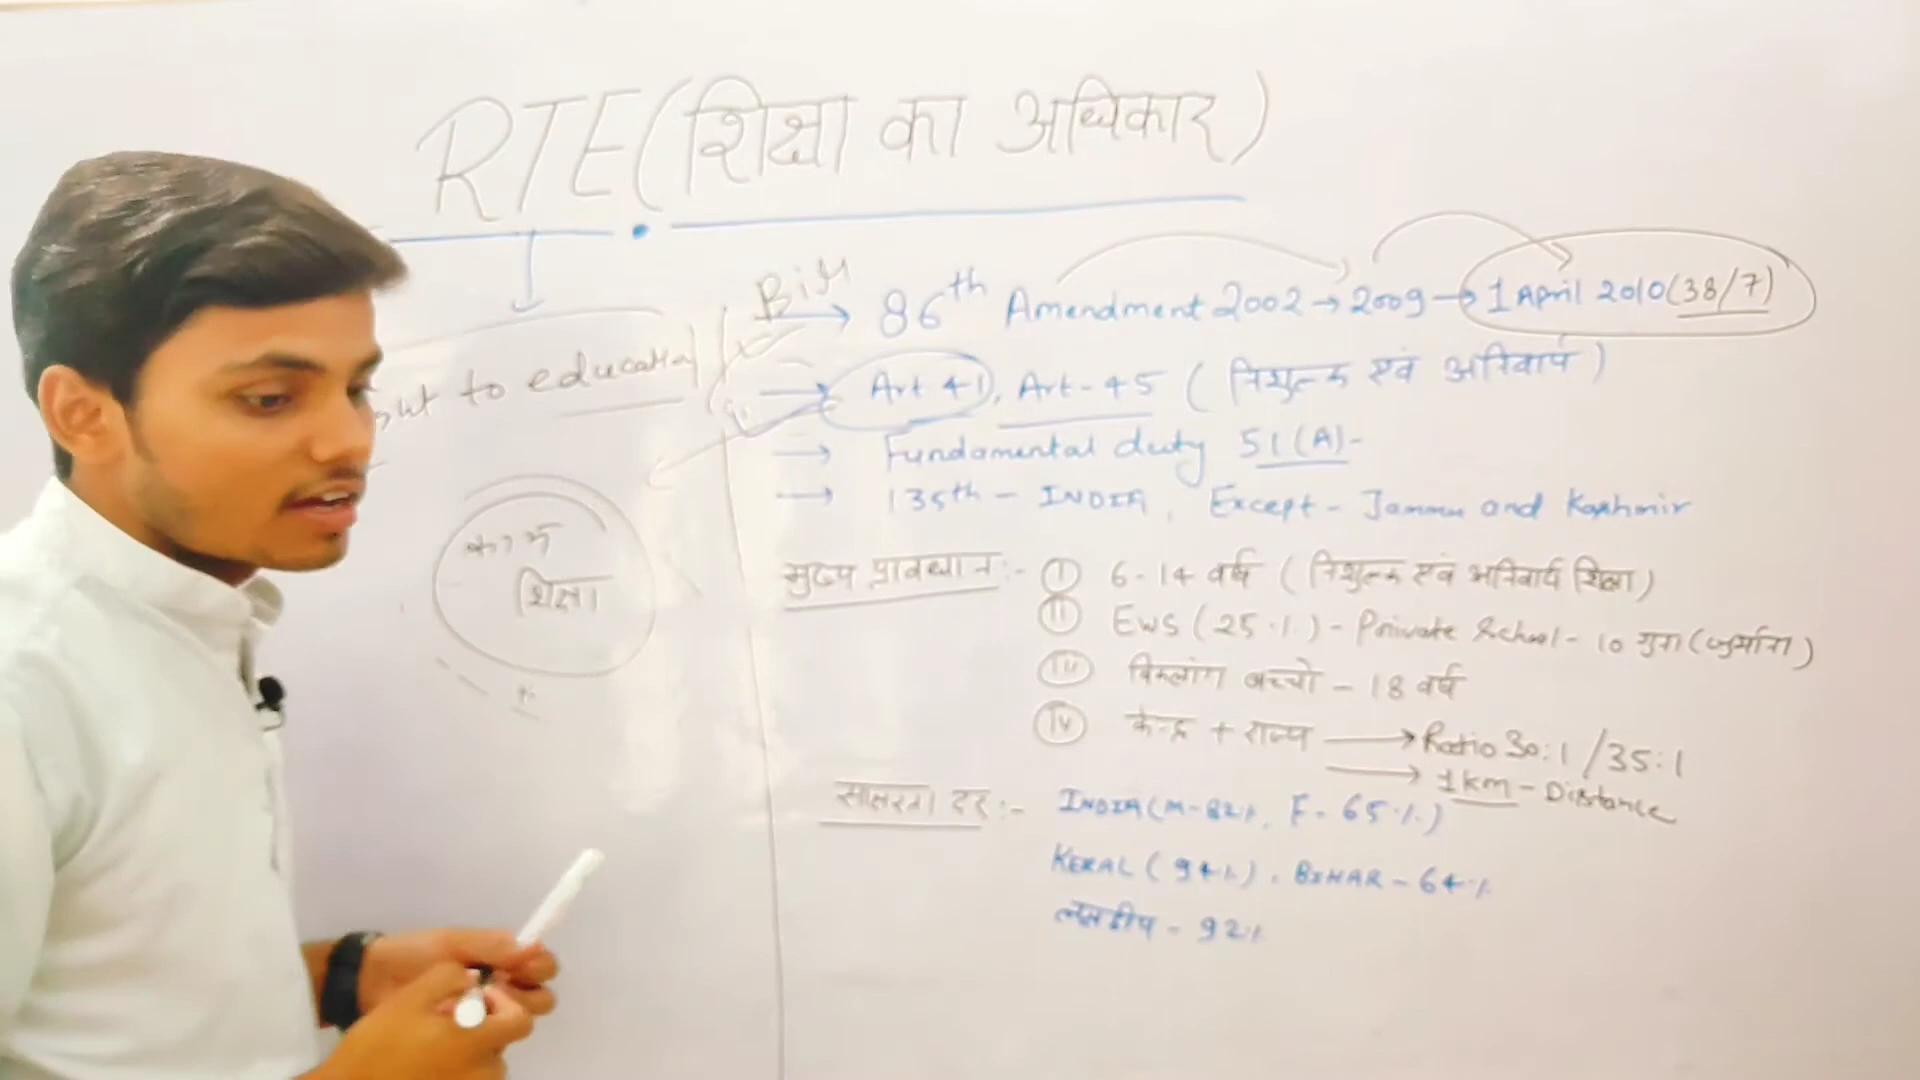 RTE (शिक्षा का अधिकार)
Bill
→ 86th Amendment 2002 → 2009 → 1 April 2010 (38/7)
to education
→ Art 41, Art-45 (निशुल्क एवं अनिवार्य)
→ Fundamental duty 51(A)-
→ 135th - INDIA, Except - Jammu and Kashmir
काम
शिक्षा
मुख्य प्रावधान :- (I) 6-14 वर्ष (निशुल्क एवं अनिवार्य शिक्षा)
(II) EWS (25%) - Private School - 10 गुना (जुर्माना)
(III) विकलांग बच्चो - 18 वर्ष
(IV) केन्द्र + राज्य → Ratio 30:1 / 35:1
→ 1km - Distance
साक्षरता दर :- INDIA (M-82%, F-65%)
KERAL (94%), BIHAR - 64%
लक्षद्वीप - 92%